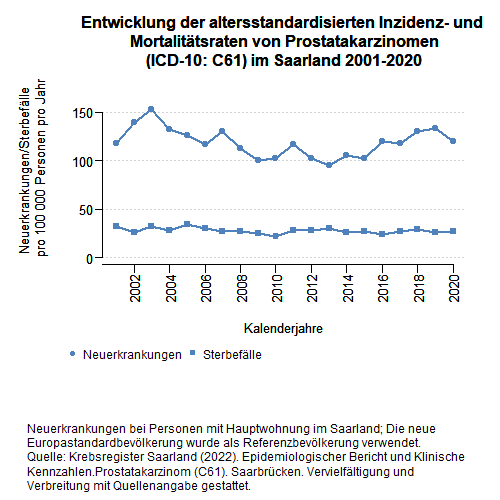 Entwicklung der altersstandardisierten Inzidenz- und
Mortalitätsraten von Prostatakarzinomen
(ICD-10: C61) im Saarland 2001-2020
Neuerkrankungen/Sterbefälle
pro 100 000 Personen pro Jahr
150
100
50
0
2002
2004
2006
2008
2010
2012
2014
2016
2018
2020
Kalenderjahre
Neuerkrankungen
Sterbefälle
Neuerkrankungen bei Personen mit Hauptwohnung im Saarland; Die neue
Europastandardbevölkerung wurde als Referenzbevölkerung verwendet.
Quelle: Krebsregister Saarland (2022). Epidemiologischer Bericht und Klinische
Kennzahlen.Prostatakarzinom (C61). Saarbrücken. Vervielfältigung und
Verbreitung mit Quellenangabe gestattet.